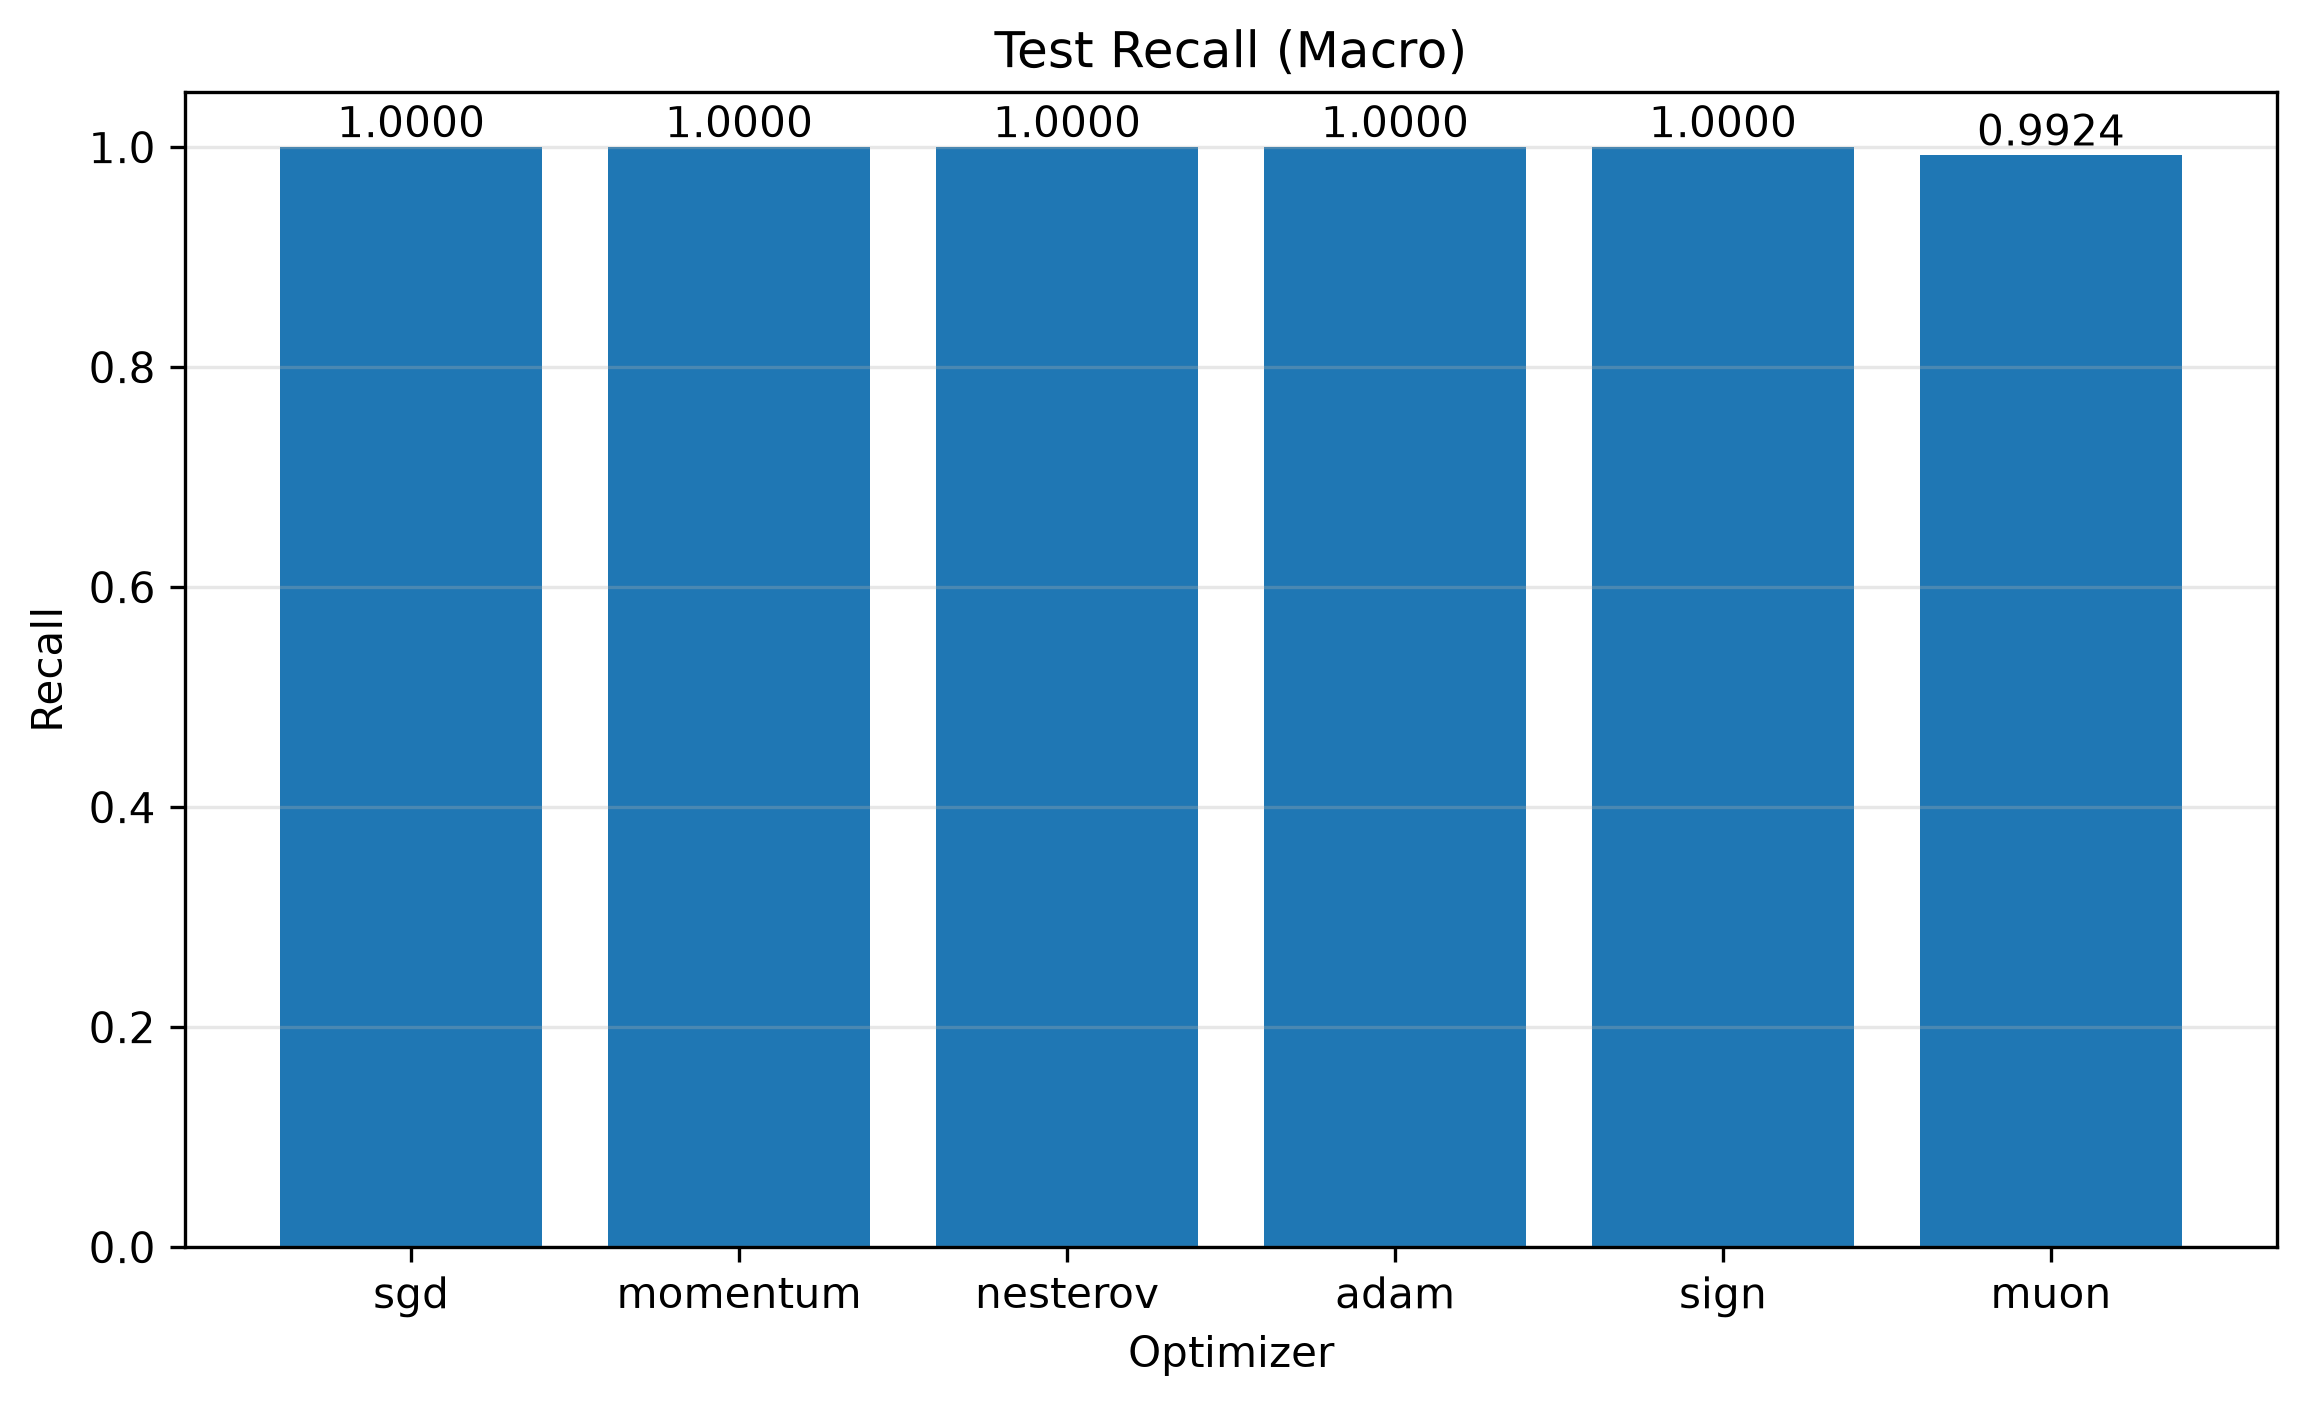 Test Recall (Macro)
1.0000 1.0000 1.0000 1.0000 1.0000 0.9924
1.0
0.8
0.6
0.4
0.2
0.0
Recall
sgd momentum nesterov adam sign muon
Optimizer